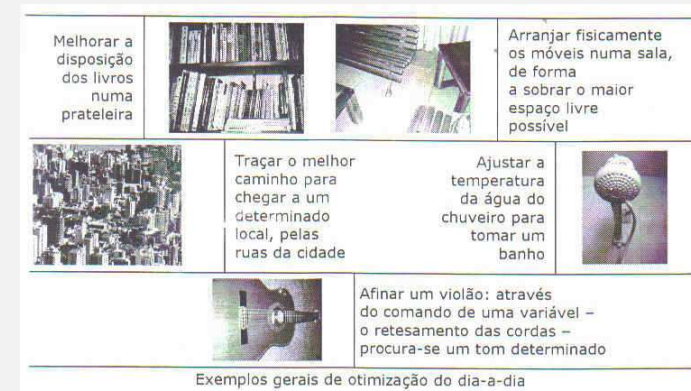 Melhorar a
disposição
dos livros
numa
prateleira
Arranjar fisicamente
os móveis numa sala,
de forma
a sobrar o maior
espaço livre
possível
Traçar o melhor
caminho para
chegar a um
determinado
local, pelas
ruas da cidade
Ajustar a
temperatura
da água do
chuveiro para
tomar um
banho
Afinar um violão: através
do comando de uma variável –
o retesamento das cordas –
procura-se um tom determinado
Exemplos gerais de otimização do dia-a-dia